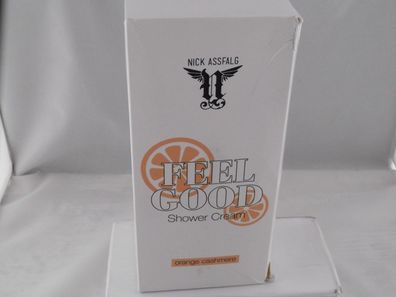 NICK ASSFALG
n
FEEL
GOOD
Shower Cream
orange cashmere